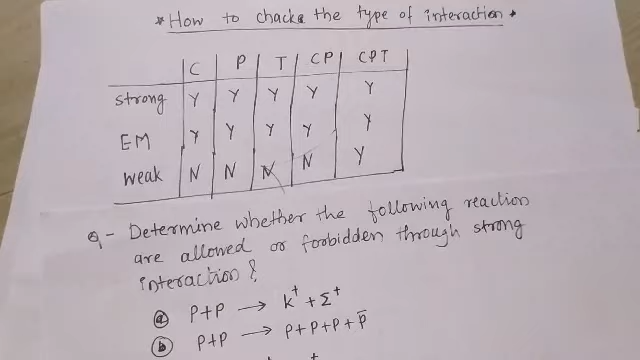 * How to chack the type of interaction *
C P T CP CPT
strong Y Y Y Y Y
EM Y Y Y Y Y
weak N N N N Y
Q- Determine whether the following reaction
are allowed or forbidden through strong
interaction?
(a) P+P → K⁺ + Σ⁺
(b) P+P → P+P+P+p̄